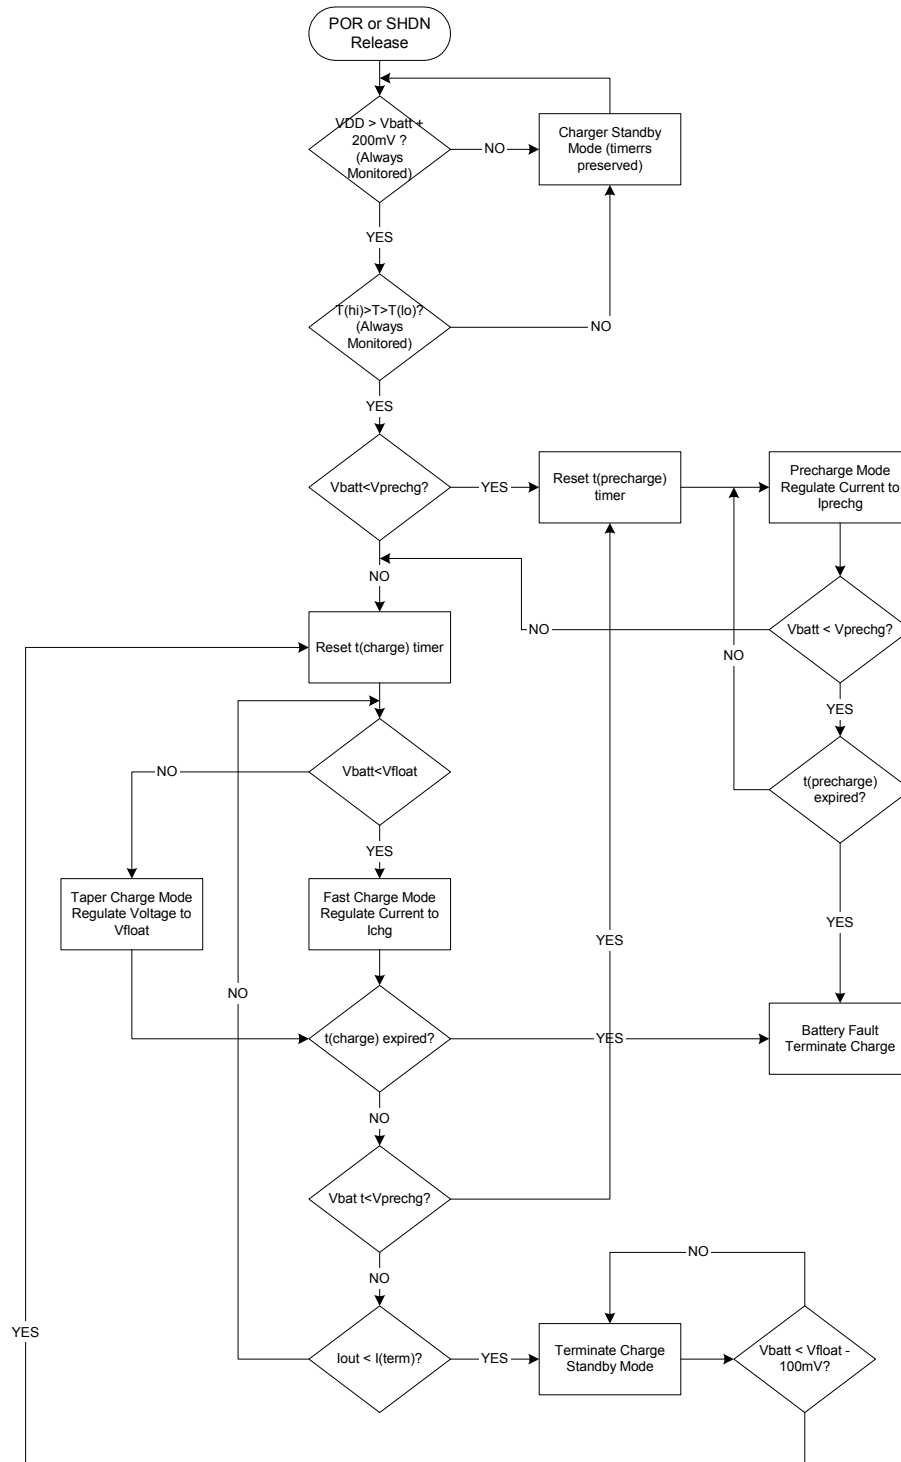 POR or SHDN
Release
VDD > Vbatt +
200mV ?
(Always
Monitored)
NO
Charger Standby
Mode (timerrs
preserved)
YES
T(hi)>T>T(lo)?
(Always
Monitored)
NO
YES
Vbatt<Vprechg?
YES
Reset t(precharge)
timer
Precharge Mode
Regulate Current to
Iprechg
NO
Vbatt < Vprechg?
NO
Reset t(charge) timer
NO
YES
Vbatt<Vfloat
NO
t(precharge)
expired?
YES
Taper Charge Mode
Regulate Voltage to
Vfloat
Fast Charge Mode
Regulate Current to
Ichg
YES
YES
NO
t(charge) expired?
YES
Battery Fault
Terminate Charge
NO
Vbat t<Vprechg?
NO
NO
YES
Iout < I(term)?
YES
Terminate Charge
Standby Mode
Vbatt < Vfloat -
100mV?